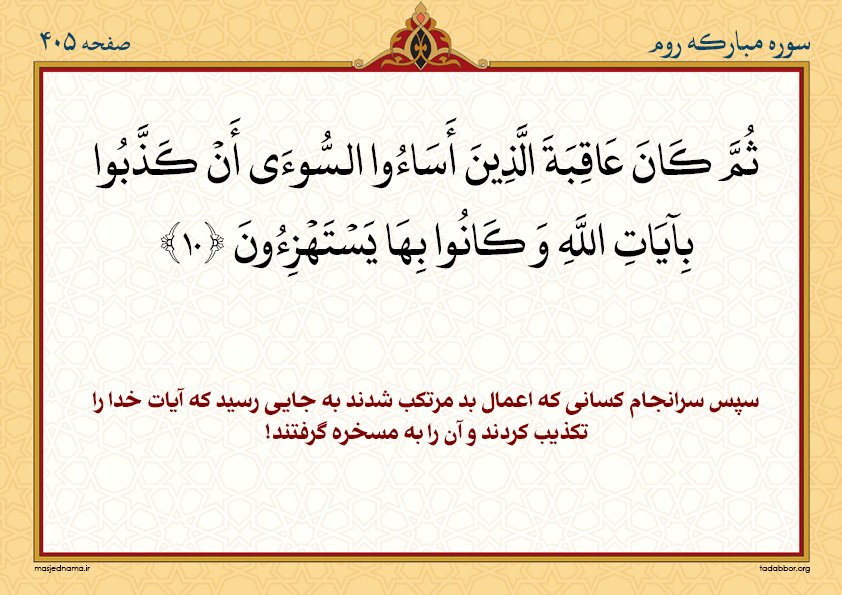 سوره مبارکه روم
صفحه ۴۰۵
ثُمَّ كَانَ عَاقِبَةَ الَّذِينَ أَسَاءُوا السُّوءَى أَنْ كَذَّبُوا
بِآيَاتِ اللَّهِ وَ كَانُوا بِهَا يَسْتَهْزِءُونَ ﴿۱۰﴾
سپس سرانجام کسانی که اعمال بد مرتکب شدند به جایی رسید که آیات خدا را
تکذیب کردند و آن را به مسخره گرفتند!
masjednama.ir
tadabbor.org